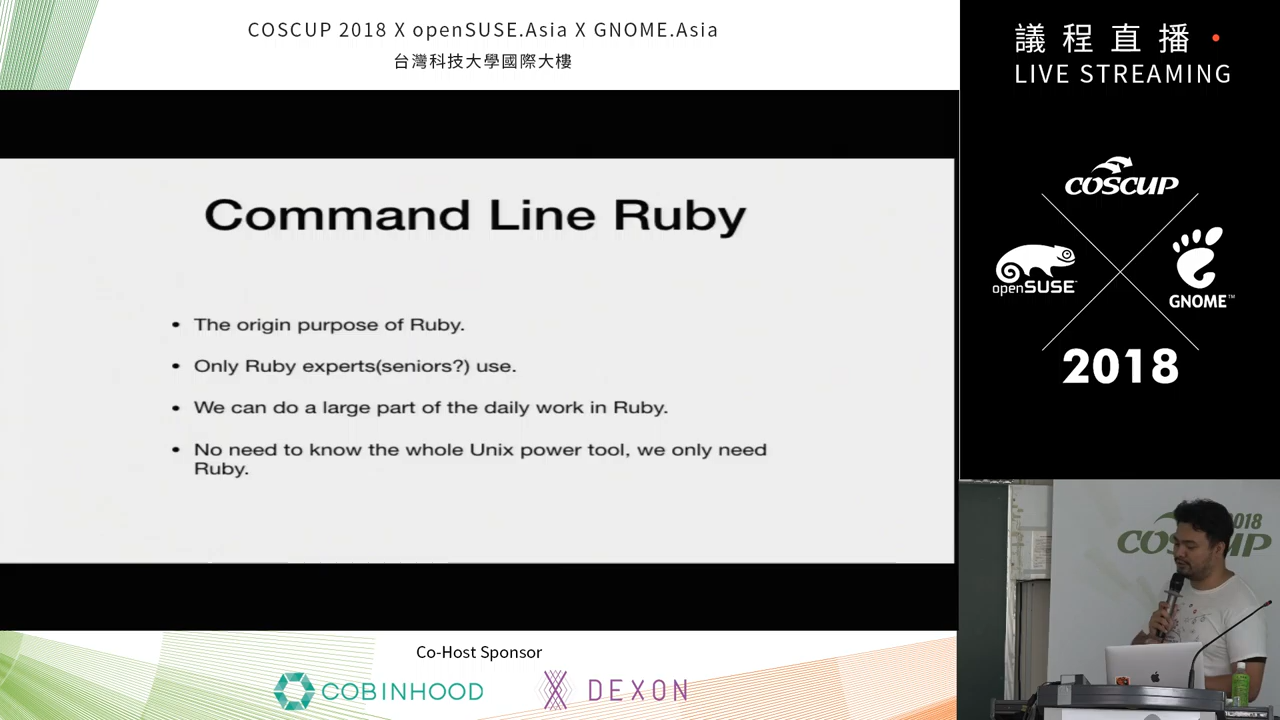 COSCUP 2018 X openSUSE.Asia X GNOME.Asia
台灣科技大學國際大樓
Command Line Ruby
• The origin purpose of Ruby.
• Only Ruby experts(seniors?) use.
• We can do a large part of the daily work in Ruby.
• No need to know the whole Unix power tool, we only need
Ruby.
Co-Host Sponsor
COBINHOOD
DEXON
議程直播
LIVE STREAMING
COSCUP
openSUSE
GNOME™
2018
2018
COSCUP